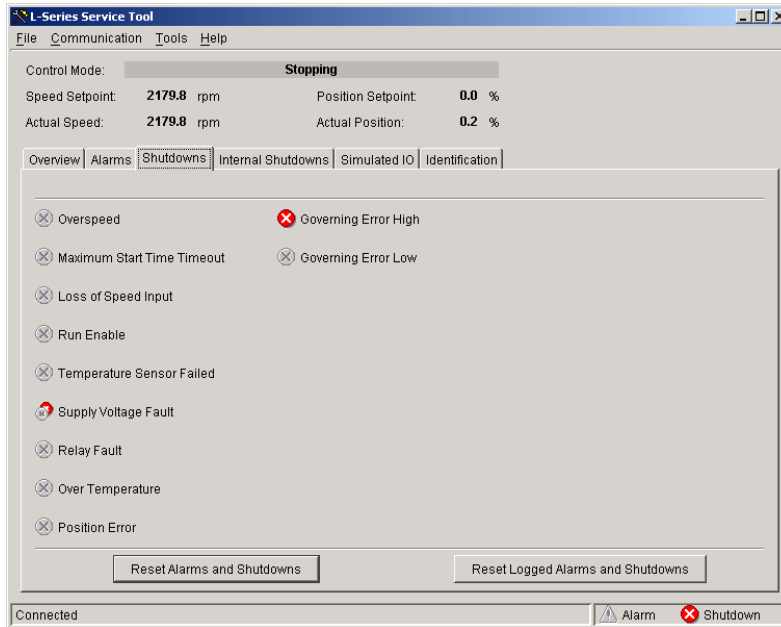 L-Series Service Tool
File Communication Tools Help
Control Mode: Stopping
Speed Setpoint: 2179.8 rpm Position Setpoint: 0.0 %
Actual Speed: 2179.8 rpm Actual Position: 0.2 %
Overview Alarms Shutdowns Internal Shutdowns Simulated IO Identification
Overspeed Governing Error High
Maximum Start Time Timeout Governing Error Low
Loss of Speed Input
Run Enable
Temperature Sensor Failed
Supply Voltage Fault
Relay Fault
Over Temperature
Position Error
Reset Alarms and Shutdowns Reset Logged Alarms and Shutdowns
Connected Alarm Shutdown